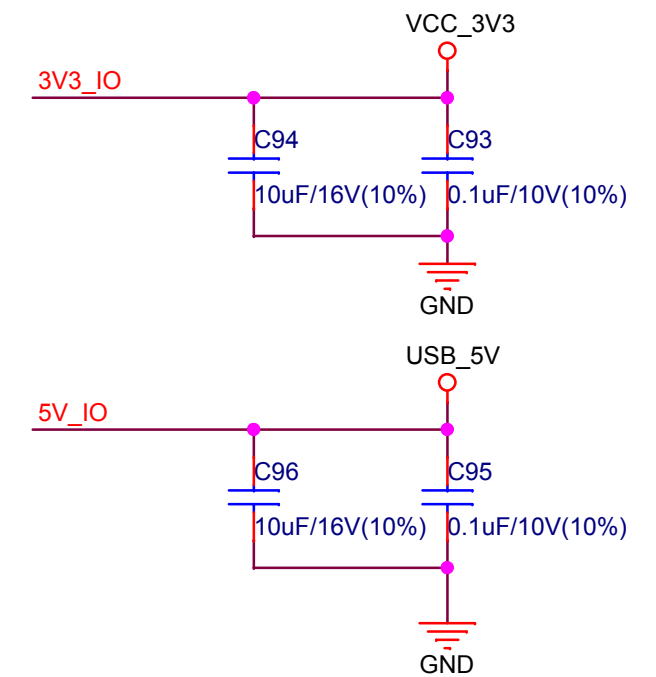 VCC_3V3
3V3_IO
C94 C93
10uF/16V(10%) 0.1uF/10V(10%)
GND
USB_5V
5V_IO
C96 C95
10uF/16V(10%) 0.1uF/10V(10%)
GND